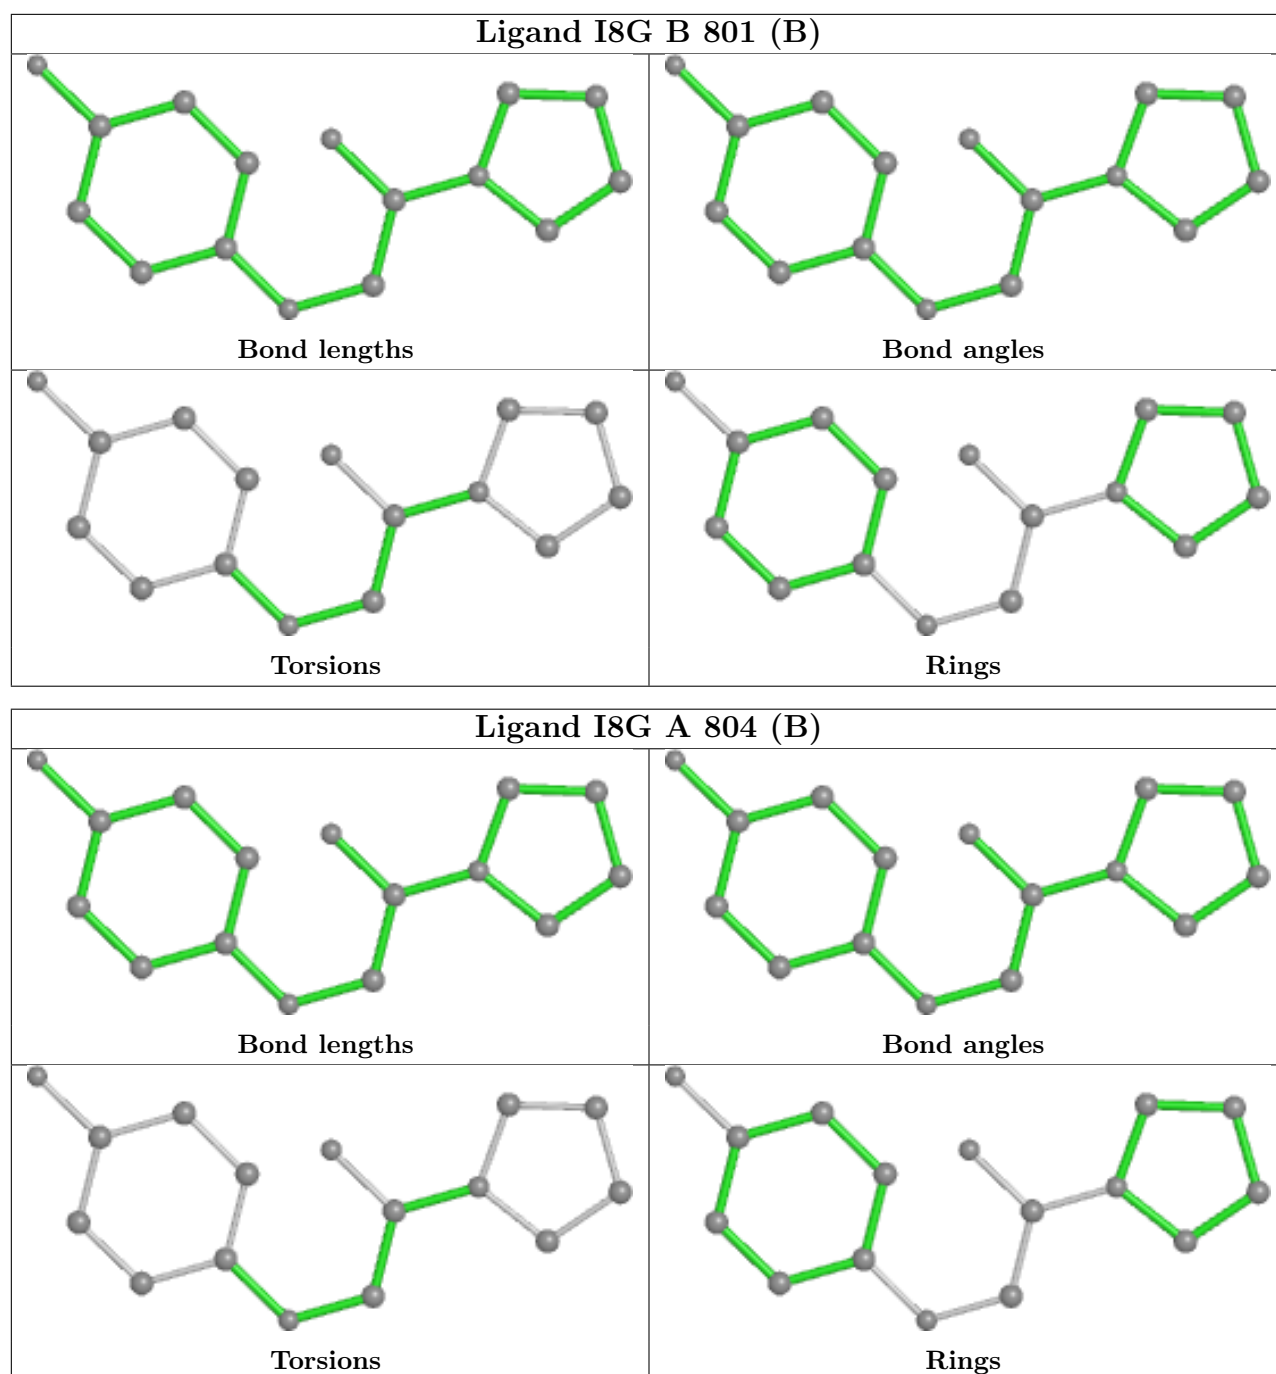 Ligand I8G B 801 (B)
Bond lengths
Bond angles
Torsions
Rings
Ligand I8G A 804 (B)
Bond lengths
Bond angles
Torsions
Rings